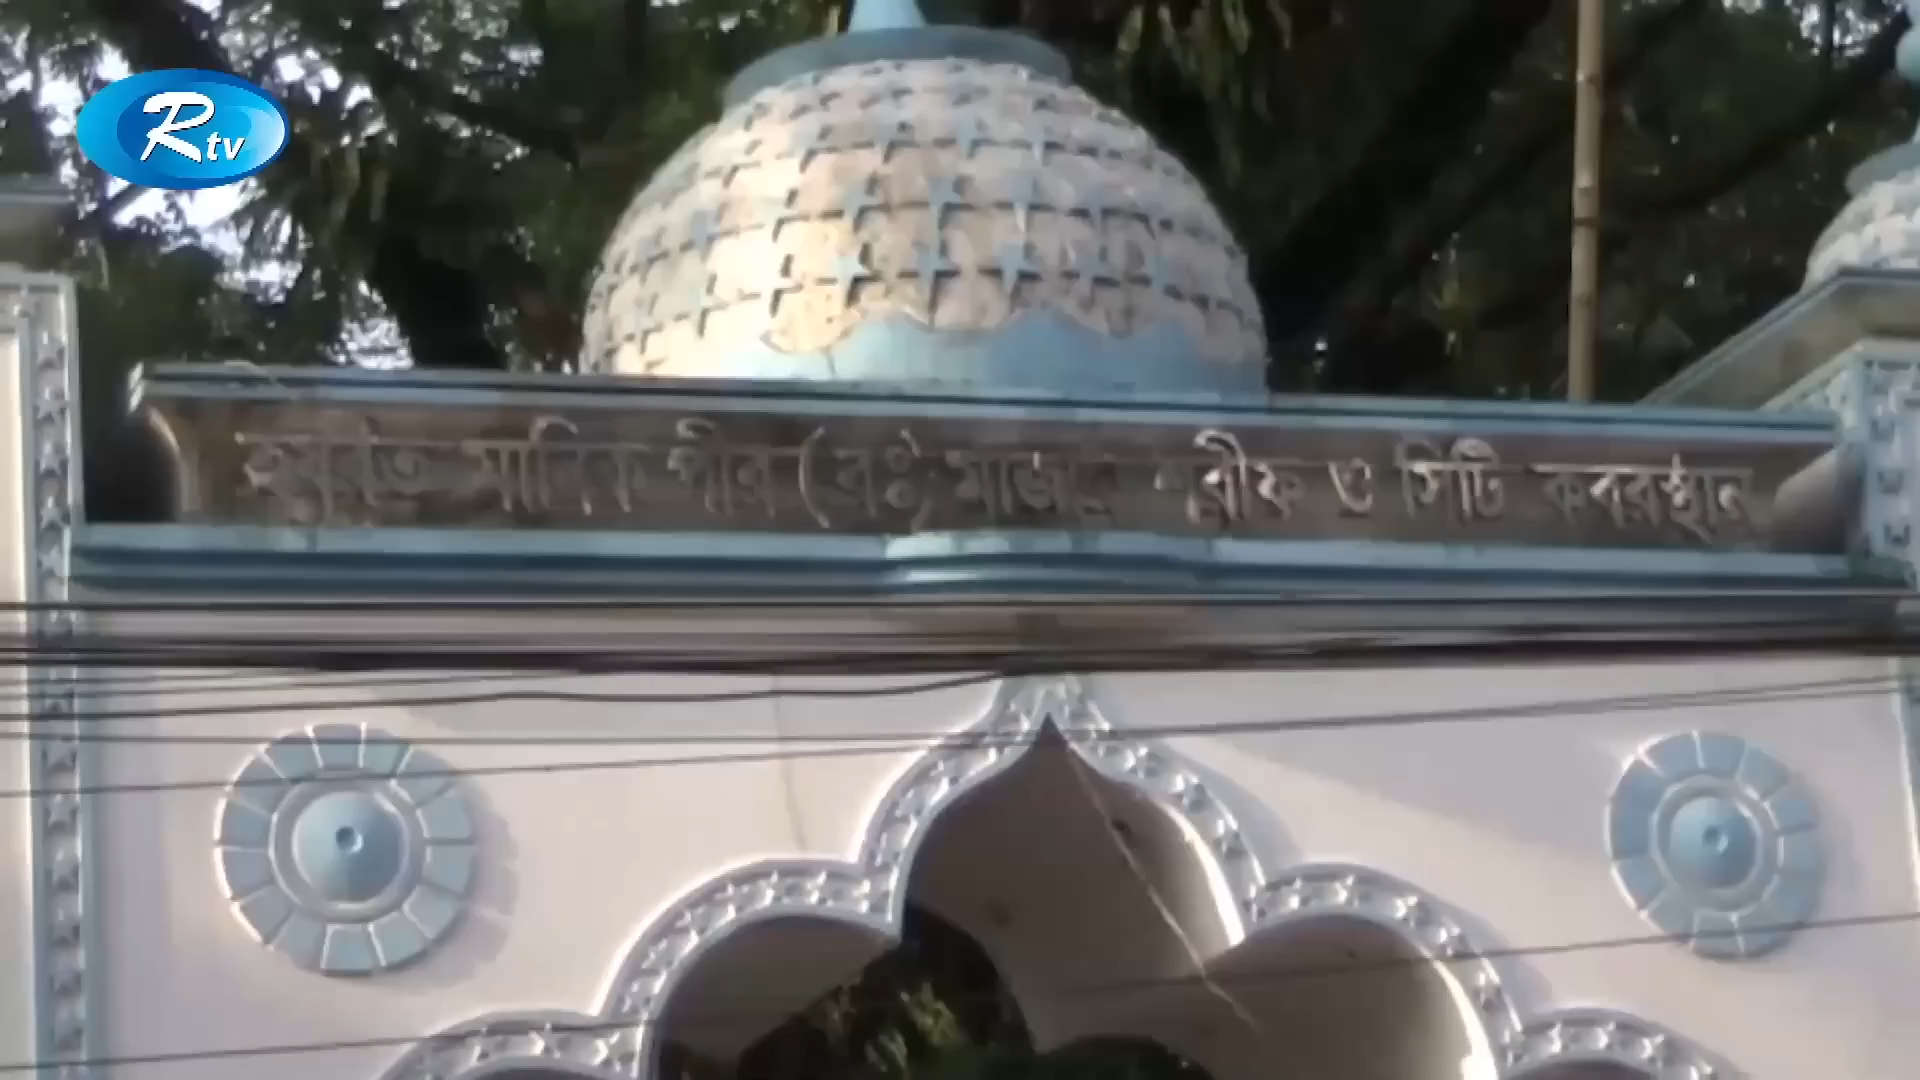 Rtv
হযরত মানিক পীর (রঃ) মাজার শরীফ ও সিটি কবরস্থান